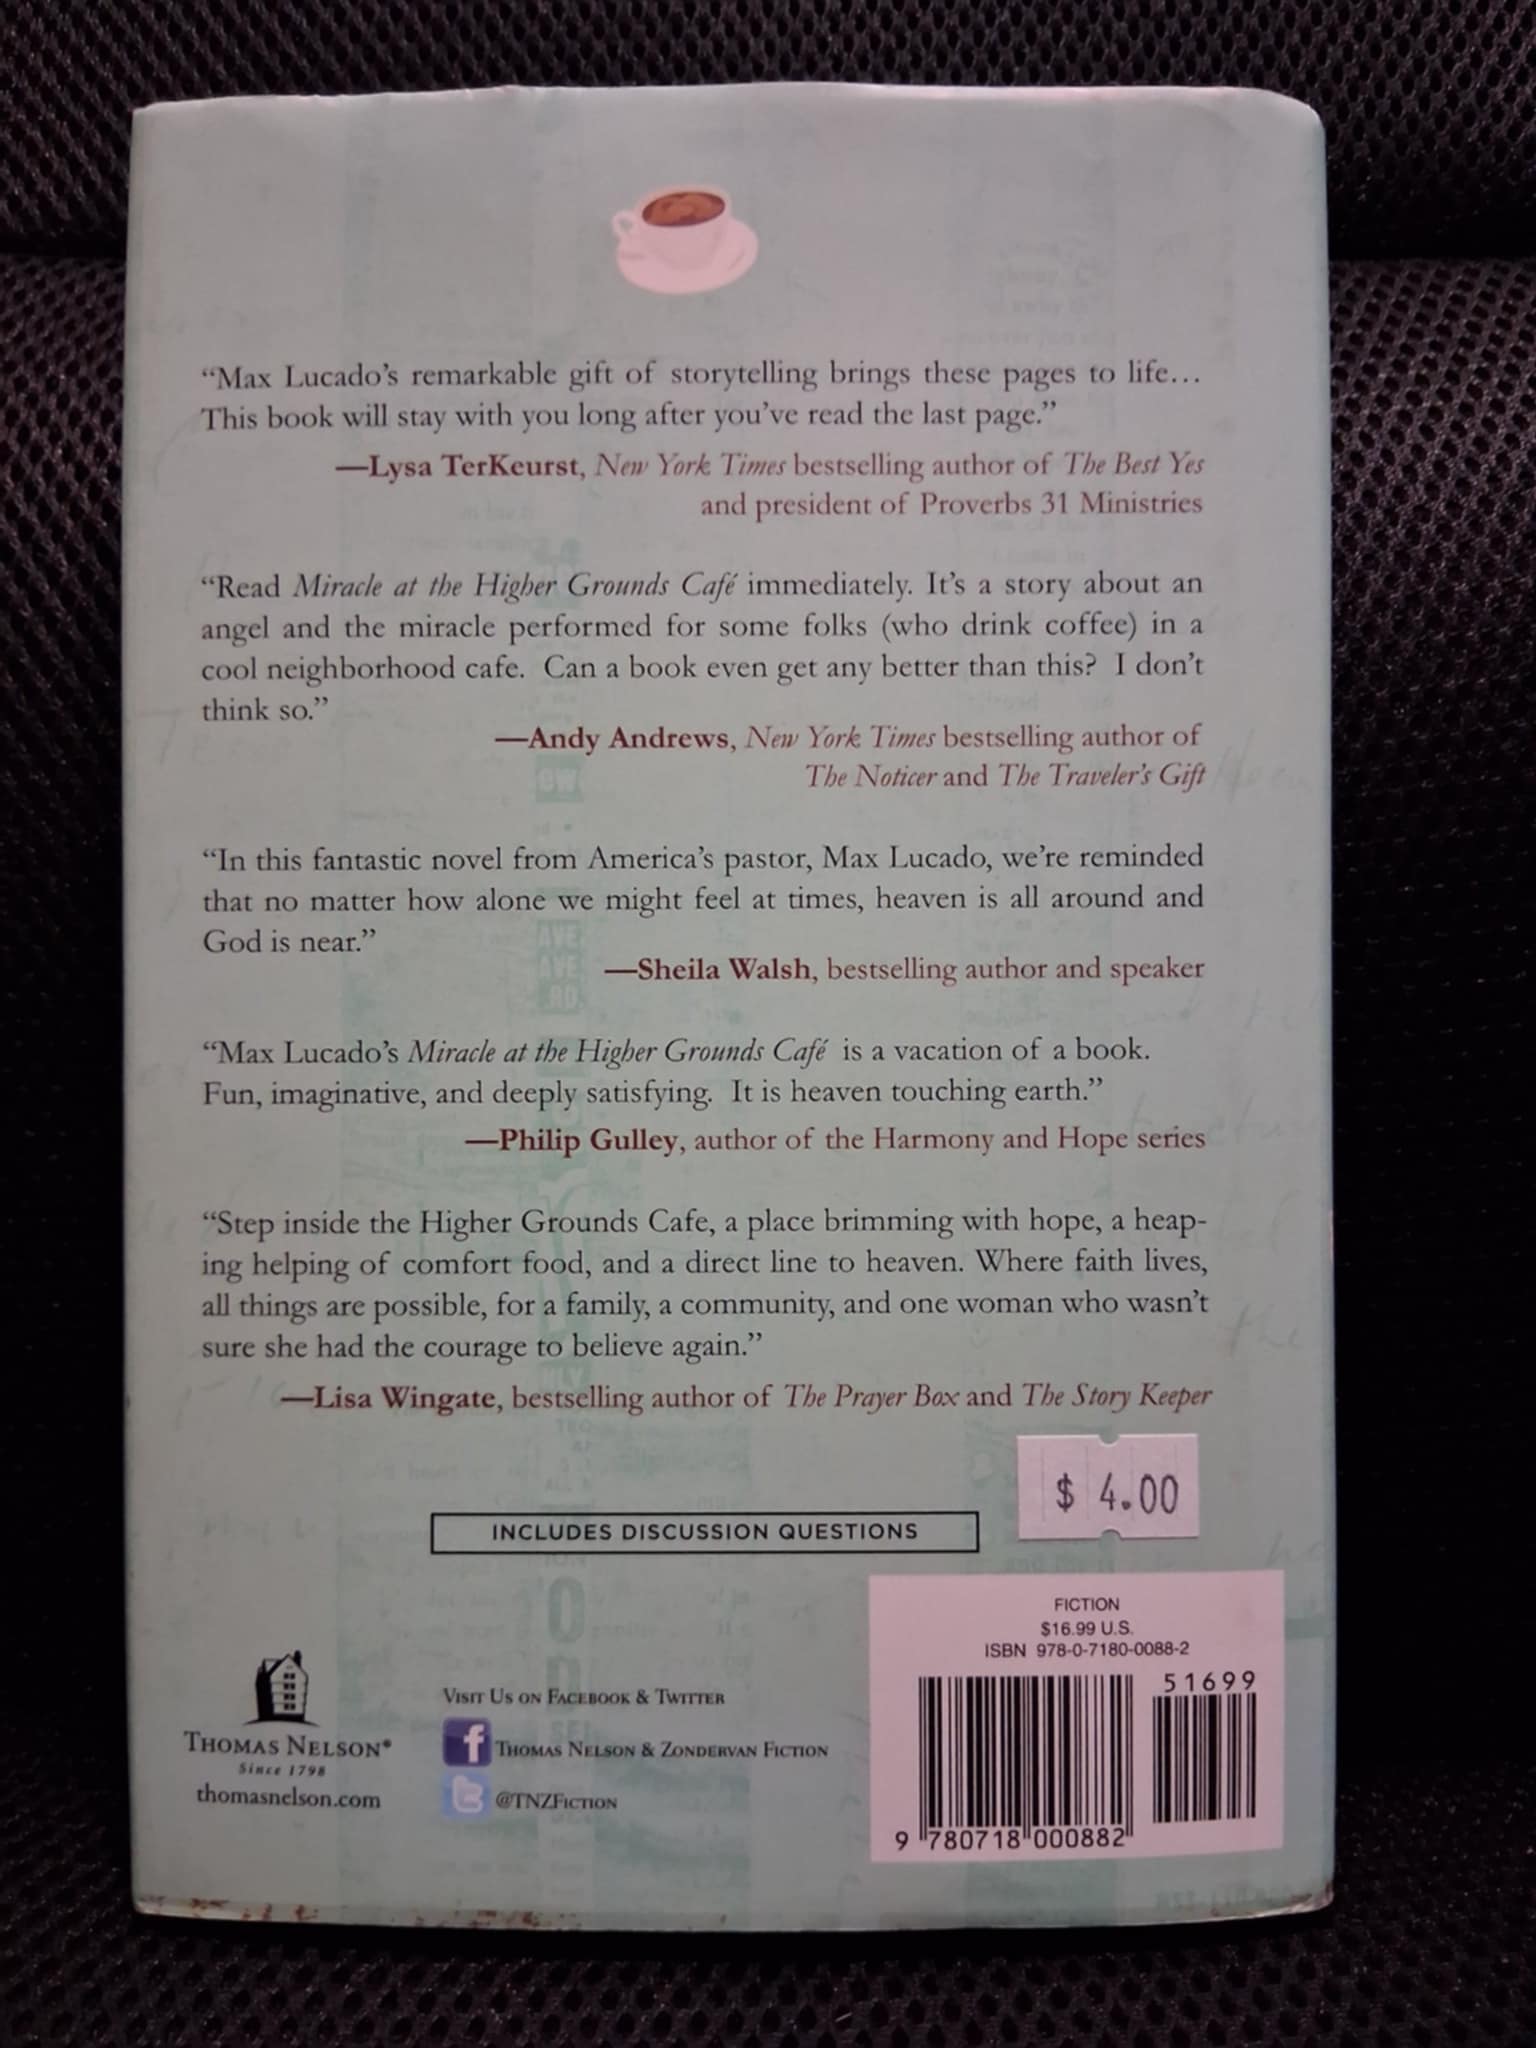 “Max Lucado’s remarkable gift of storytelling brings these pages to life...
This book will stay with you long after you’ve read the last page.”
—Lysa TerKeurst, New York Times bestselling author of The Best Yes
and president of Proverbs 31 Ministries
“Read Miracle at the Higher Grounds Café immediately. It’s a story about an
angel and the miracle performed for some folks (who drink coffee) in a
cool neighborhood cafe. Can a book even get any better than this? I don’t
think so.”
—Andy Andrews, New York Times bestselling author of
The Noticer and The Traveler’s Gift
“In this fantastic novel from America’s pastor, Max Lucado, we’re reminded
that no matter how alone we might feel at times, heaven is all around and
God is near.”
—Sheila Walsh, bestselling author and speaker
“Max Lucado’s Miracle at the Higher Grounds Café is a vacation of a book.
Fun, imaginative, and deeply satisfying. It is heaven touching earth.”
—Philip Gulley, author of the Harmony and Hope series
“Step inside the Higher Grounds Cafe, a place brimming with hope, a heap-
ing helping of comfort food, and a direct line to heaven. Where faith lives,
all things are possible, for a family, a community, and one woman who wasn’t
sure she had the courage to believe again.”
—Lisa Wingate, bestselling author of The Prayer Box and The Story Keeper
$ 4.00
INCLUDES DISCUSSION QUESTIONS
FICTION
$16.99 U.S.
ISBN 978-0-7180-0088-2
51699
9 780718 000882
THOMAS NELSON®
Since 1798
thomasnelson.com
VISIT US ON FACEBOOK & TWITTER
f THOMAS NELSON & ZONDERVAN FICTION
t @TNZFICTION